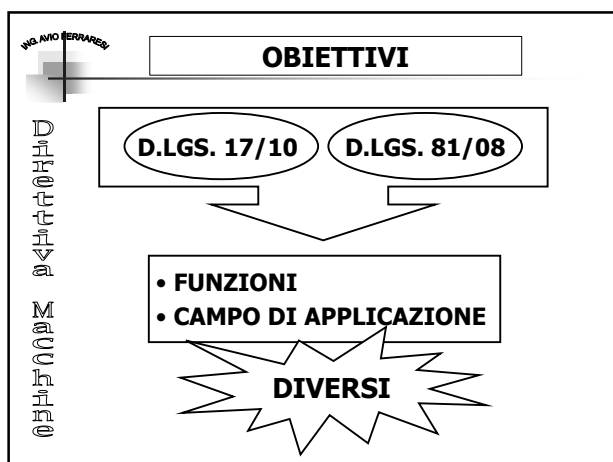 ING. AVIO FERRARESI
OBIETTIVI
Direttiva Macchine
D.LGS. 17/10 D.LGS. 81/08
• FUNZIONI
• CAMPO DI APPLICAZIONE
DIVERSI